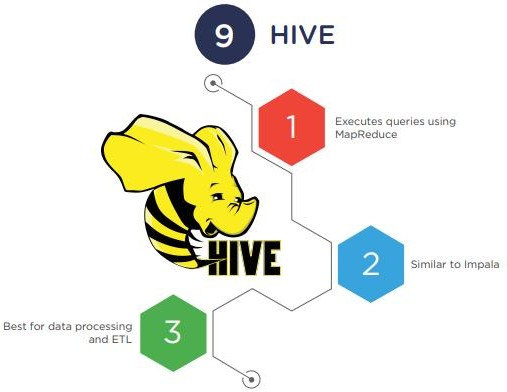 9 HIVE
1
Executes queries using
MapReduce
HIVE
2
Similar to Impala
3
Best for data processing
and ETL